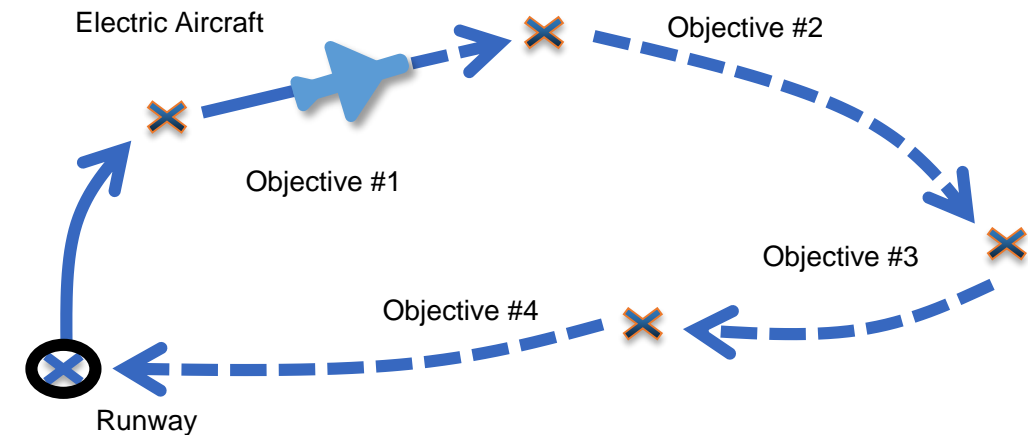 Electric Aircraft
Objective #2
Objective #1
Objective #3
Objective #4
Runway